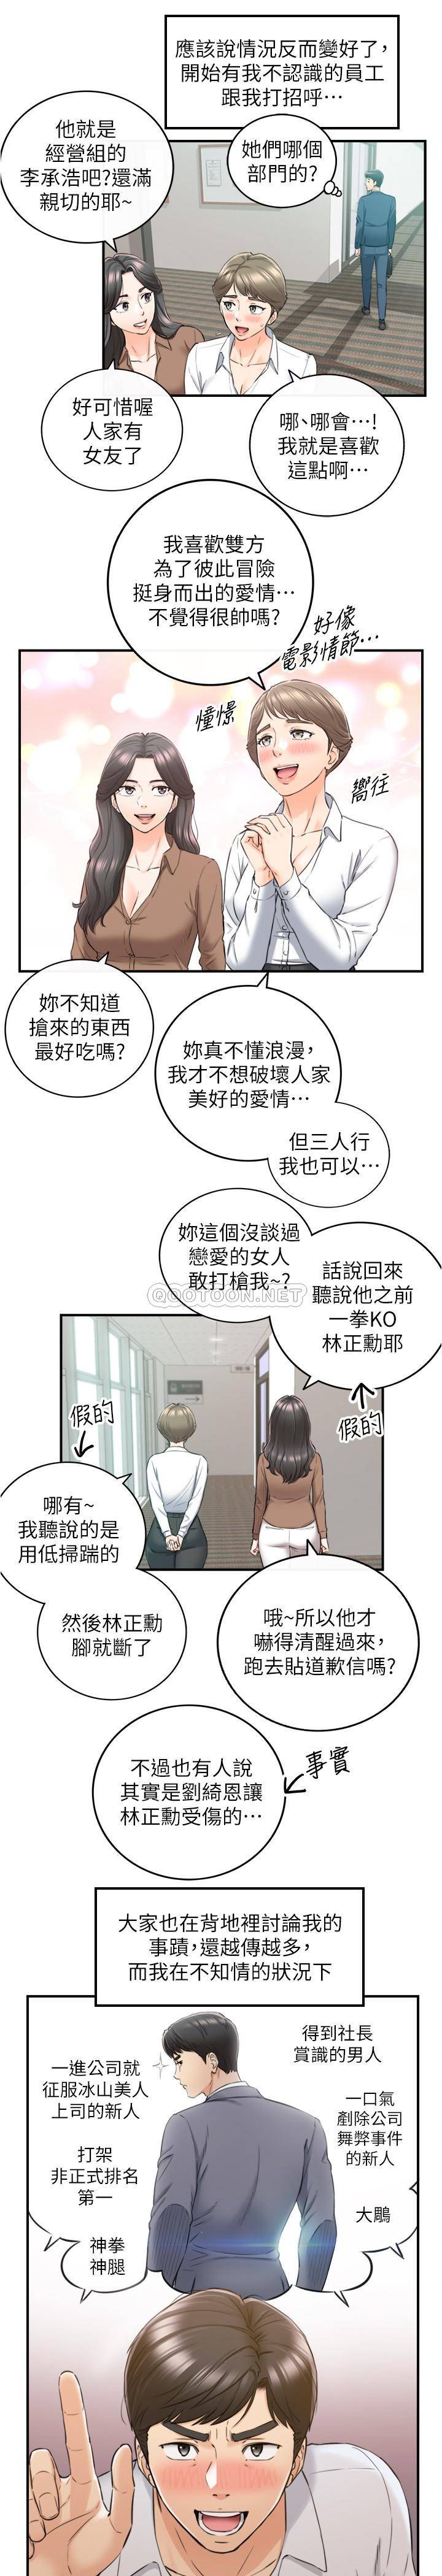 應該說情況反而變好了，
開始有我不認識的員工
跟我打招呼⋯
她們哪個
部門的?
他就是
經營組的
李承浩吧?還滿
親切的耶~
好可惜喔
人家有
女友了
哪、哪會⋯!
我就是喜歡
這點啊⋯
我喜歡雙方
為了彼此冒險
挺身而出的愛情⋯
不覺得很帥嗎?
好像
電影情節⋯
憧憬
嚮往
妳不知道
搶來的東西
最好吃嗎?
妳真不懂浪漫，
我才不想破壞人家
美好的愛情⋯
但三人行
我也可以⋯
妳這個沒談過
戀愛的女人
敢打槍我~?
QOOTOON.NET
話說回來
聽說他之前
一拳KO
林正勳耶
假的
假的
哪有~
我聽說的是
用低掃踹的
然後林正勳
腳就斷了
哦~所以他才
嚇得清醒過來，
跑去貼道歉信嗎?
不過也有人說
其實是劉綺恩讓
林正勳受傷的⋯
事實
大家也在背地裡討論我的
事蹟，還越傳越多，
而我在不知情的狀況下
得到社長
賞識的男人
一進公司就
征服冰山美人
上司的新人
一口氣
剷除公司
舞弊事件
的新人
打架
非正式排名
第一
大鵰
神拳
神腿